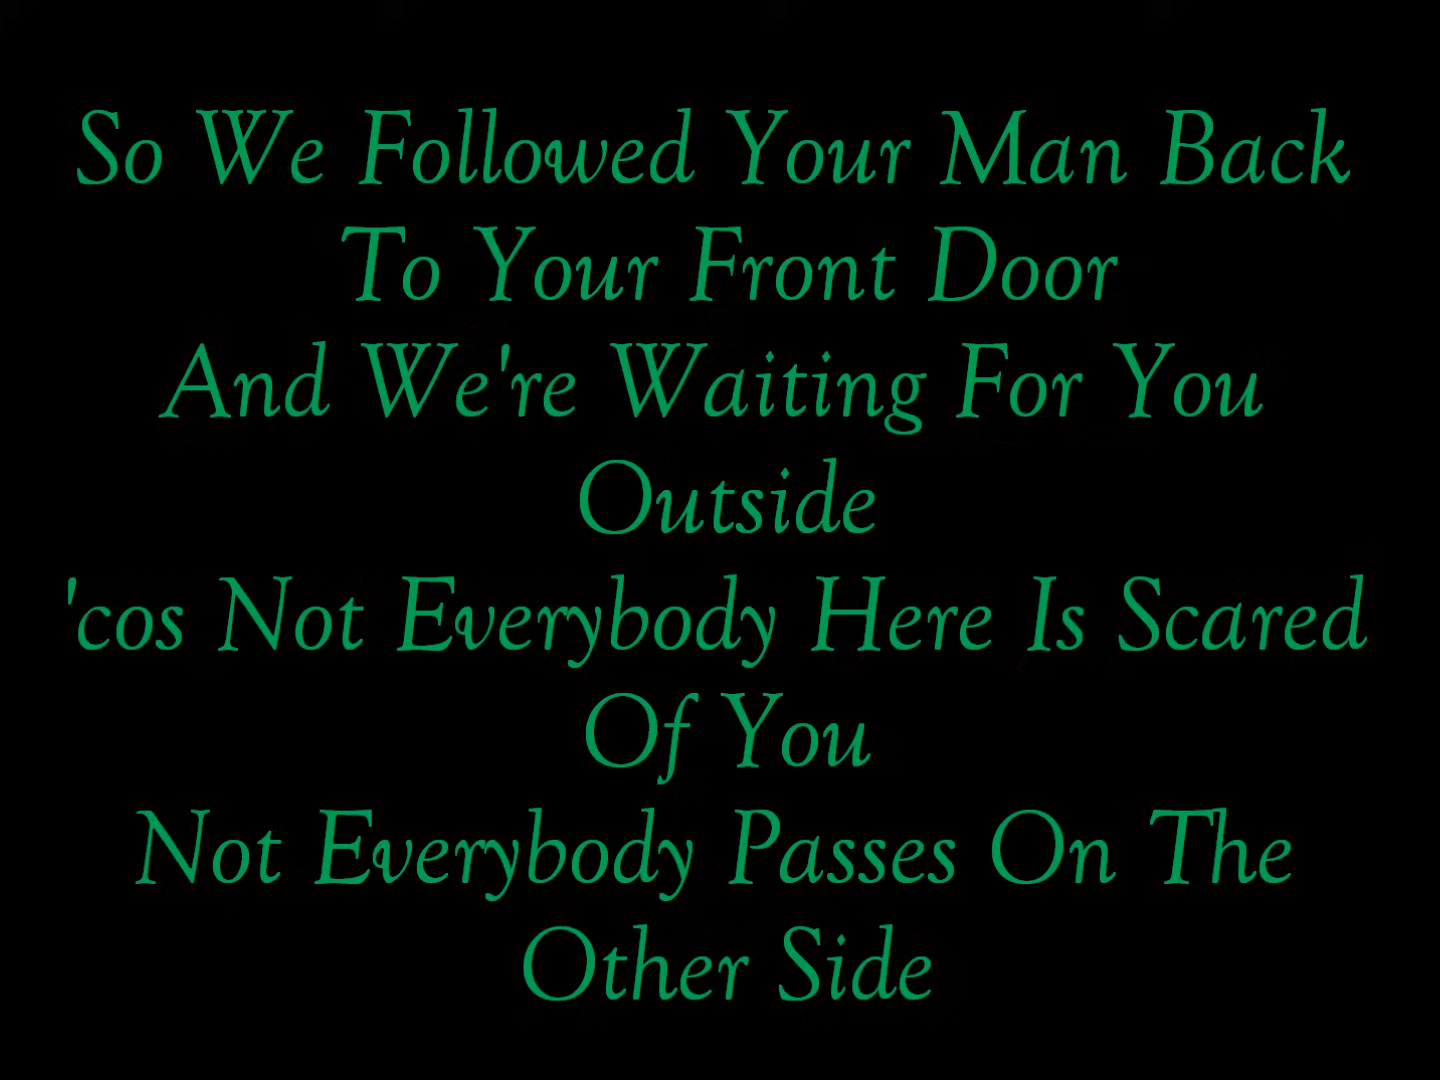 So We Followed Your Man Back
To Your Front Door
And We're Waiting For You
Outside
'cos Not Everybody Here Is Scared
Of You
Not Everybody Passes On The
Other Side